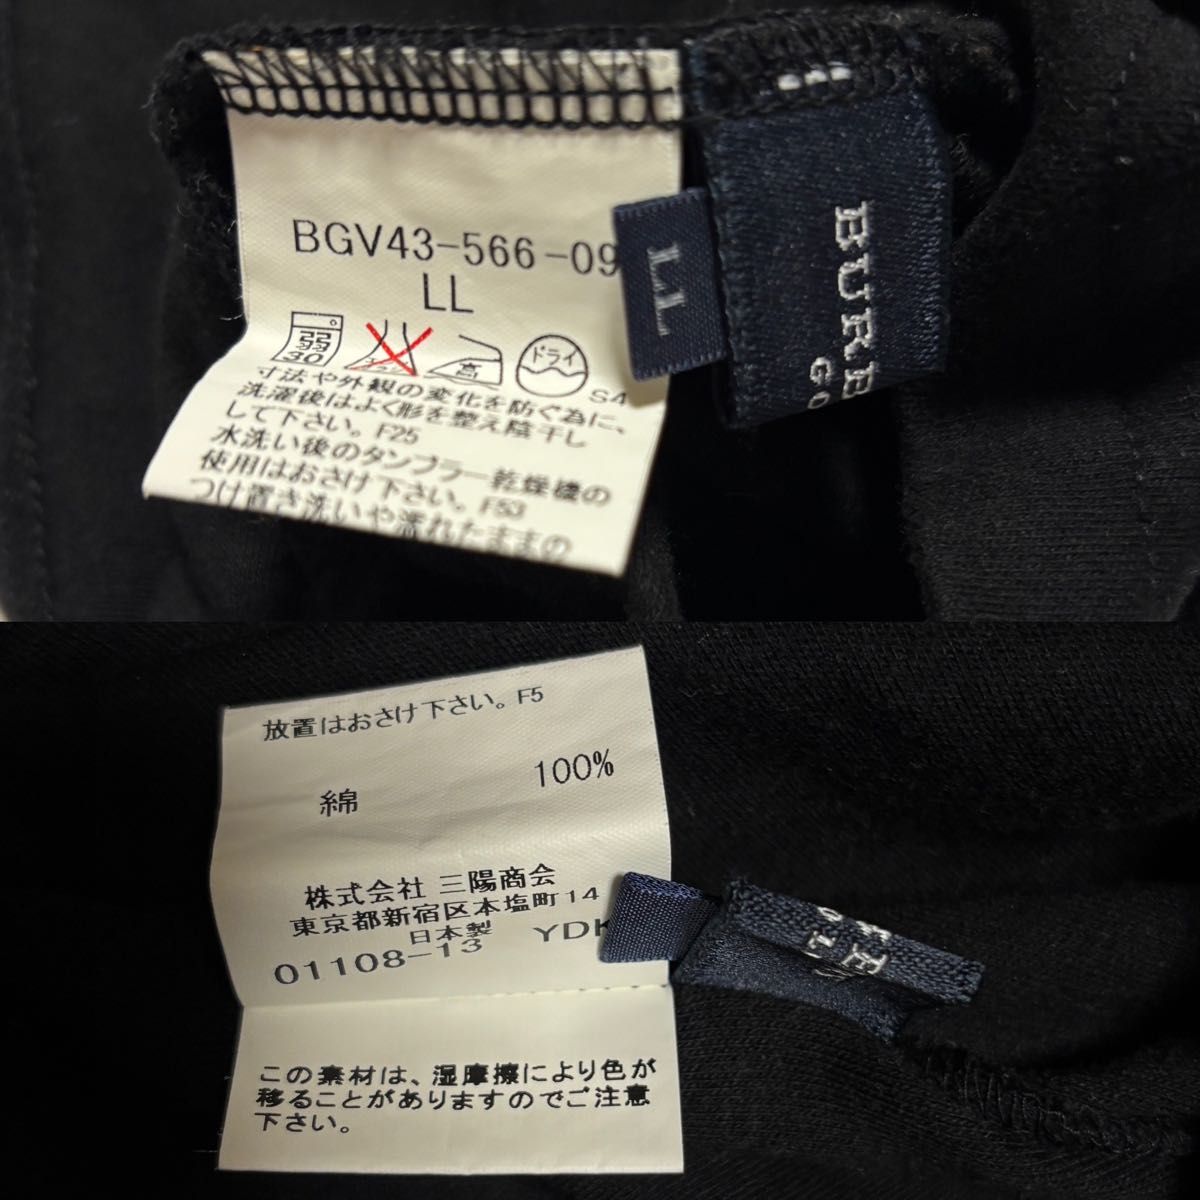 BGV43-566-09
LL
弱
30
エンソ
高
ドライ
S4
寸法や外観の変化を防ぐ為に、
洗濯後はよく形を整え陰干し
して下さい。F25
水洗い後のタンブラー乾燥機の
使用はおさけ下さい。F53
つけ置き洗いや濡れたままの
LL
BURBE
GO
放置はおさけ下さい。F5
綿 100%
株式会社 三陽商会
東京都新宿区本塩町14
日本製 YDK
01108-13
この素材は、湿摩擦により色が
移ることがありますのでご注意
下さい。